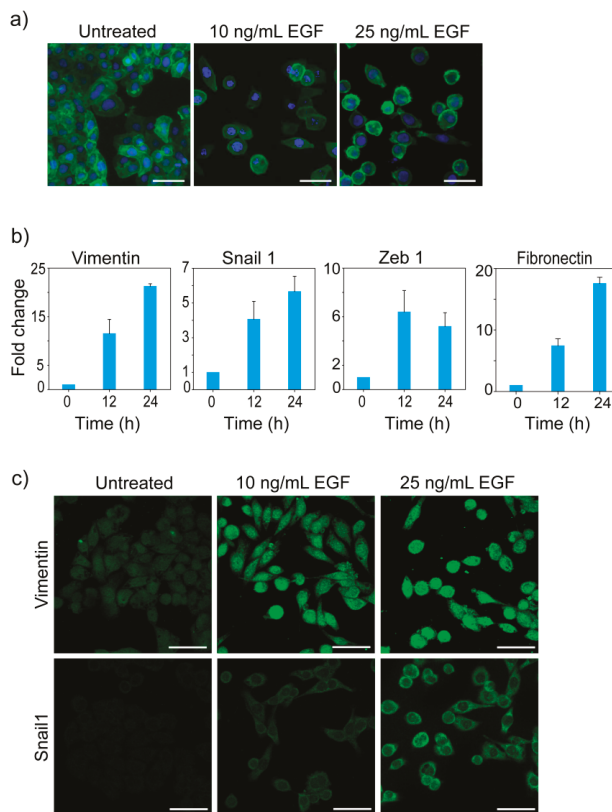 a)
Untreated 10 ng/mL EGF 25 ng/mL EGF
b)
Vimentin Snail 1 Zeb 1 Fibronectin
Fold change
25
15
5
0
0 12 24
Time (h)
7
5
3
1
0
0 12 24
Time (h)
10
6
2
0
0 12 24
Time (h)
20
10
0
0 12 24
Time (h)
c)
Untreated 10 ng/mL EGF 25 ng/mL EGF
Vimentin
Snail1